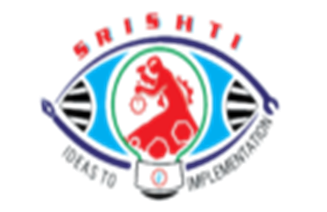 SRISHTI
IDEAS TO IMPLEMENTATION